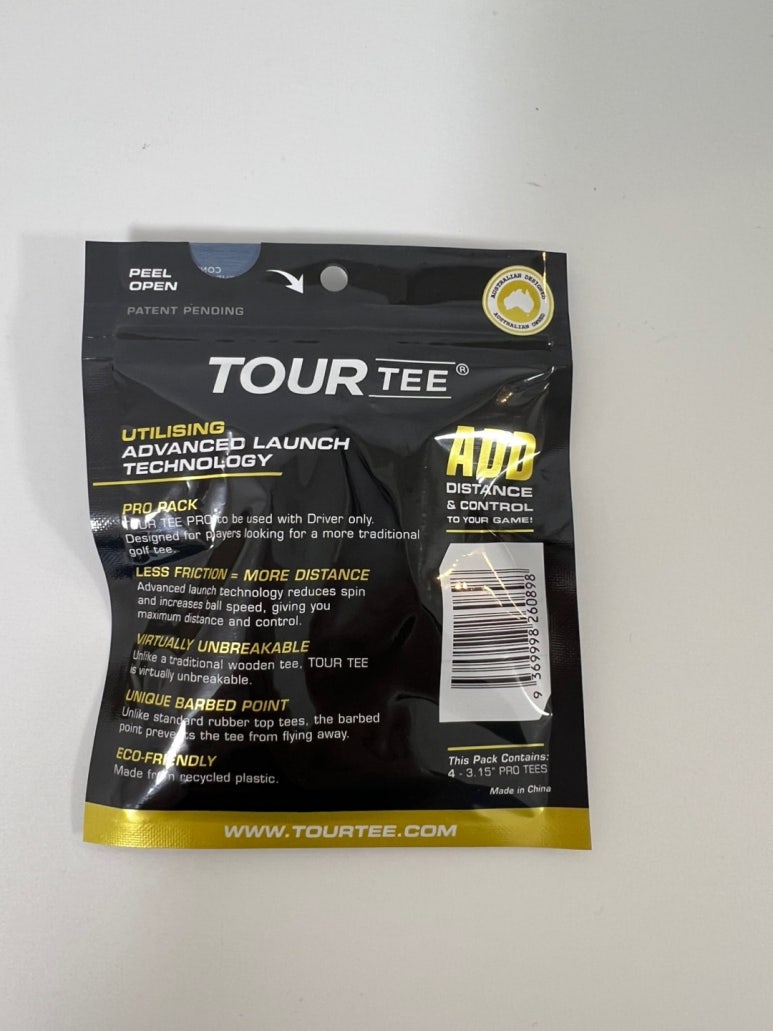 PEEL
OPEN
PATENT PENDING
AUSTRALIAN DESIGNED
AUSTRALIAN OWNED
TOUR TEE®
UTILISING
ADVANCED LAUNCH
TECHNOLOGY
ADD
DISTANCE
& CONTROL
TO YOUR GAME!
PRO PACK
TOUR TEE PRO to be used with Driver only.
Designed for players looking for a more traditional
golf tee.
LESS FRICTION = MORE DISTANCE
Advanced launch technology reduces spin
and increases ball speed, giving you
maximum distance and control.
VIRTUALLY UNBREAKABLE
Unlike a traditional wooden tee, TOUR TEE
is virtually unbreakable.
UNIQUE BARBED POINT
Unlike standard rubber top tees, the barbed
point prevents the tee from flying away.
ECO-FRIENDLY
Made from recycled plastic.
9 369998 260898
This Pack Contains:
4 - 3.15" PRO TEES
Made in China
WWW.TOURTEE.COM